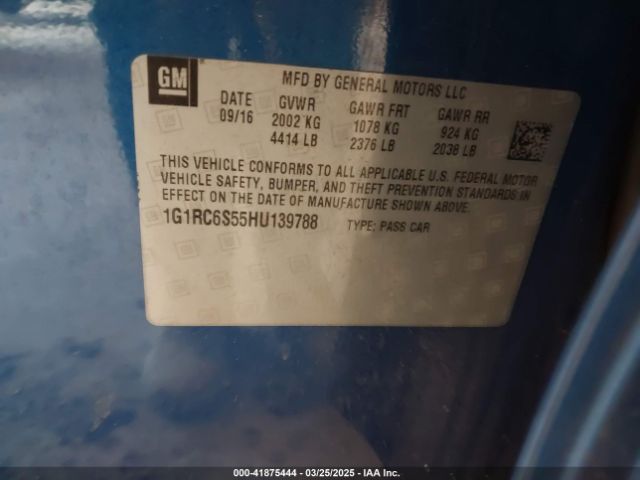 GM
MFD BY GENERAL MOTORS LLC
DATE GVWR GAWR FRT GAWR RR
09/16 2002 KG 1078 KG 924 KG
4414 LB 2376 LB 2038 LB
THIS VEHICLE CONFORMS TO ALL APPLICABLE U.S. FEDERAL MOTOR
VEHICLE SAFETY, BUMPER, AND THEFT PREVENTION STANDARDS IN
EFFECT ON THE DATE OF MANUFACTURE SHOWN ABOVE.
1G1RC6S55HU139788 TYPE: PASS CAR
000-41875444 / 03/25/2025 / IAA Inc.